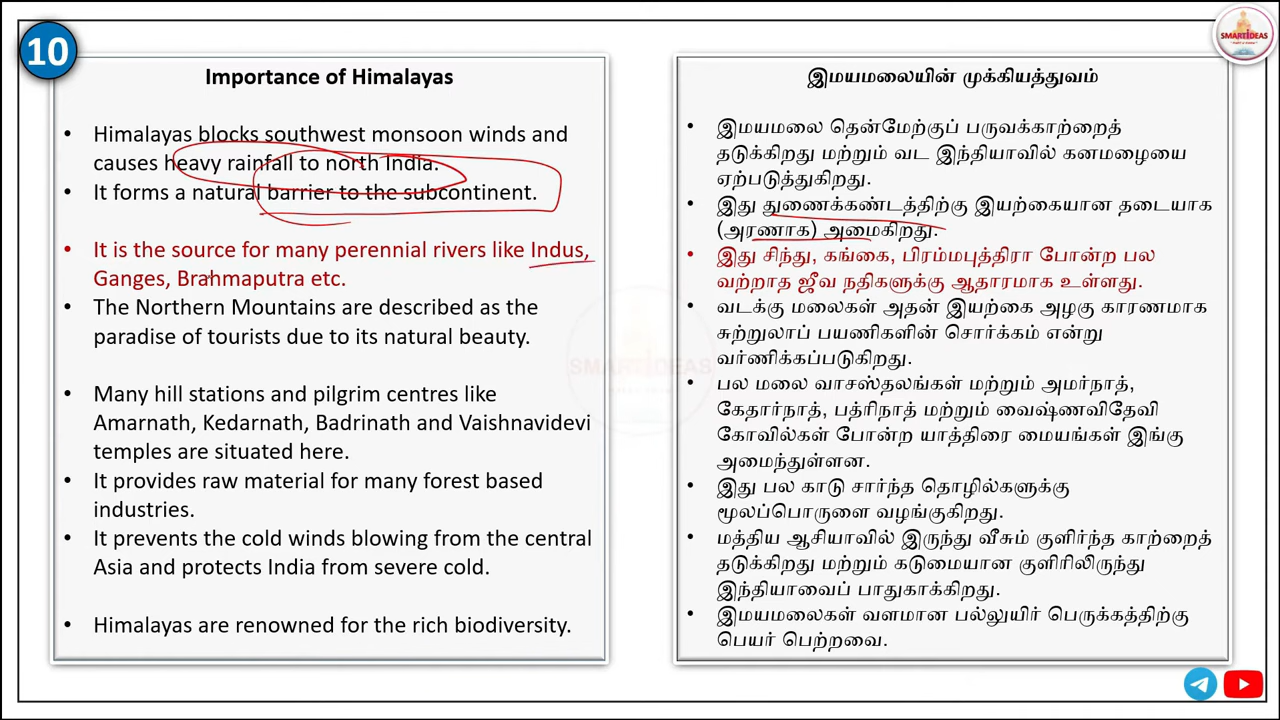 10
SMARTIDEAS
Importance of Himalayas
• Himalayas blocks southwest monsoon winds and
causes heavy rainfall to north India.
• It forms a natural barrier to the subcontinent.
• It is the source for many perennial rivers like Indus,
Ganges, Brahmaputra etc.
• The Northern Mountains are described as the
paradise of tourists due to its natural beauty.
• Many hill stations and pilgrim centres like
Amarnath, Kedarnath, Badrinath and Vaishnavidevi
temples are situated here.
• It provides raw material for many forest based
industries.
• It prevents the cold winds blowing from the central
Asia and protects India from severe cold.
• Himalayas are renowned for the rich biodiversity.
இமயமலையின் முக்கியத்துவம்
• இமயமலை தென்மேற்குப் பருவக்காற்றைத்
தடுக்கிறது மற்றும் வட இந்தியாவில் கனமழையை
ஏற்படுத்துகிறது.
• இது துணைக்கண்டத்திற்கு இயற்கையான தடையாக
(அரணாக) அமைகிறது.
• இது சிந்து, கங்கை, பிரம்மபுத்திரா போன்ற பல
வற்றாத ஜீவ நதிகளுக்கு ஆதாரமாக உள்ளது.
• வடக்கு மலைகள் அதன் இயற்கை அழகு காரணமாக
சுற்றுலாப் பயணிகளின் சொர்க்கம் என்று
வர்ணிக்கப்படுகிறது.
• பல மலை வாசஸ்தலங்கள் மற்றும் அமர்நாத்,
கேதார்நாத், பத்ரிநாத் மற்றும் வைஷ்ணவிதேவி
கோவில்கள் போன்ற யாத்திரை மையங்கள் இங்கு
அமைந்துள்ளன.
• இது பல காடு சார்ந்த தொழில்களுக்கு
மூலப்பொருளை வழங்குகிறது.
• மத்திய ஆசியாவில் இருந்து வீசும் குளிர்ந்த காற்றைத்
தடுக்கிறது மற்றும் கடுமையான குளிரிலிருந்து
இந்தியாவைப் பாதுகாக்கிறது.
• இமயமலைகள் வளமான பல்லுயிர் பெருக்கத்திற்கு
பெயர் பெற்றவை.
SMARTIDEAS